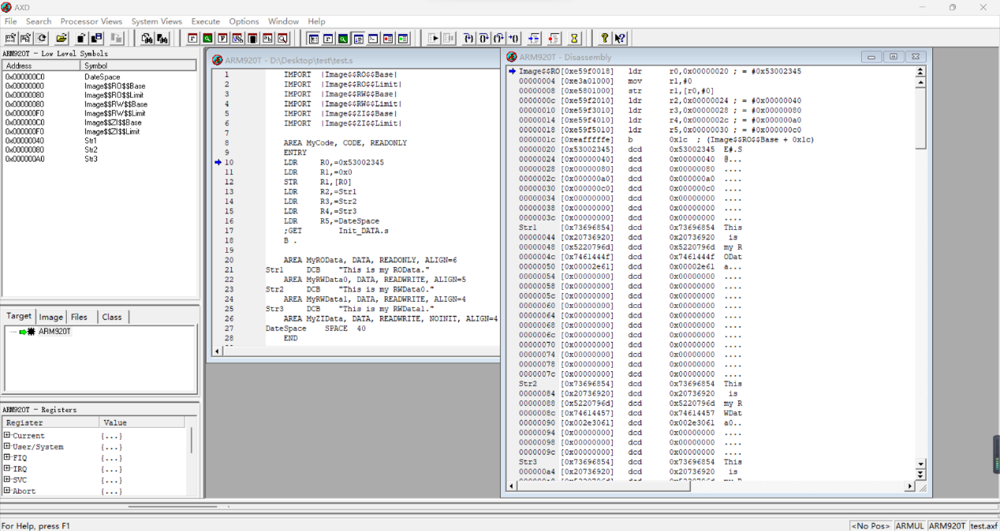 AXD
File Search Processor Views System Views Execute Options Window Help
ARM920T - Low Level Symbols
Address Symbol
0x000000C0 DateSpace
0x00000000 Image$$RO$$Base
0x00000080 Image$$RO$$Limit
0x00000080 Image$$RW$$Base
0x000000F0 Image$$RW$$Limit
0x000000C0 Image$$ZI$$Base
0x000000F0 Image$$ZI$$Limit
0x00000040 Str1
0x00000080 Str2
0x000000A0 Str3
Target Image Files Class
ARM920T
ARM920T - Registers
Register Value
Current {...}
User/System {...}
FIQ {...}
IRQ {...}
SVC {...}
Abort {...}
ARM920T - D:\Desktop\test\test.s
1 IMPORT |Image$$RO$$Base|
2 IMPORT |Image$$RO$$Limit|
3 IMPORT |Image$$RW$$Base|
4 IMPORT |Image$$RW$$Limit|
5 IMPORT |Image$$ZI$$Base|
6 IMPORT |Image$$ZI$$Limit|
7
8 AREA MyCode, CODE, READONLY
9 ENTRY
10 LDR R0,=0x53002345
11 LDR R1,=0x0
12 STR R1,[R0]
13 LDR R2,=Str1
14 LDR R3,=Str2
15 LDR R4,=Str3
16 LDR R5,=DateSpace
17 ;GET Init_DATA.s
18 B .
19
20 AREA MyROData, DATA, READONLY, ALIGN=6
21 Str1 DCB "This is my ROData."
22 AREA MyRWData0, DATA, READWRITE, ALIGN=5
23 Str2 DCB "This is my RWData0."
24 AREA MyRWData1, DATA, READWRITE, ALIGN=4
25 Str3 DCB "This is my RWData1."
26 AREA MyZIData, DATA, READWRITE, NOINIT, ALIGN=4
27 DateSpace SPACE 40
28 END
ARM920T - Disassembly
Image$$RO[0xe59f0018] ldr r0,0x00000020 ; = #0x53002345
00000004 [0xe3a01000] mov r1,#0
00000008 [0xe5801000] str r1,[r0,#0]
0000000c [0xe59f2010] ldr r2,0x00000024 ; = #0x00000040
00000010 [0xe59f3010] ldr r3,0x00000028 ; = #0x00000080
00000014 [0xe59f4010] ldr r4,0x0000002c ; = #0x000000a0
00000018 [0xe59f5010] ldr r5,0x00000030 ; = #0x000000c0
0000001c [0xeafffffe] b 0x1c ; (Image$$RO$$Base + 0x1c)
00000020 [0x53002345] dcd 0x53002345 E#.S
00000024 [0x00000040] dcd 0x00000040 @...
00000028 [0x00000080] dcd 0x00000080 ....
0000002c [0x000000a0] dcd 0x000000a0 ....
00000030 [0x000000c0] dcd 0x000000c0 ....
00000034 [0x00000000] dcd 0x00000000 ....
00000038 [0x00000000] dcd 0x00000000 ....
0000003c [0x00000000] dcd 0x00000000 ....
Str1 [0x73696854] dcd 0x73696854 This
00000044 [0x20736920] dcd 0x20736920 is
00000048 [0x5220796d] dcd 0x5220796d my R
0000004c [0x7461444f] dcd 0x7461444f ODat
00000050 [0x00002e61] dcd 0x00002e61 a...
00000054 [0x00000000] dcd 0x00000000 ....
00000058 [0x00000000] dcd 0x00000000 ....
0000005c [0x00000000] dcd 0x00000000 ....
00000060 [0x00000000] dcd 0x00000000 ....
00000064 [0x00000000] dcd 0x00000000 ....
00000068 [0x00000000] dcd 0x00000000 ....
0000006c [0x00000000] dcd 0x00000000 ....
00000070 [0x00000000] dcd 0x00000000 ....
00000074 [0x00000000] dcd 0x00000000 ....
00000078 [0x00000000] dcd 0x00000000 ....
0000007c [0x00000000] dcd 0x00000000 ....
Str2 [0x73696854] dcd 0x73696854 This
00000084 [0x20736920] dcd 0x20736920 is
00000088 [0x5220796d] dcd 0x5220796d my R
0000008c [0x74614457] dcd 0x74614457 WDat
00000090 [0x002e3061] dcd 0x002e3061 a0..
00000094 [0x00000000] dcd 0x00000000 ....
00000098 [0x00000000] dcd 0x00000000 ....
0000009c [0x00000000] dcd 0x00000000 ....
Str3 [0x73696854] dcd 0x73696854 This
000000a4 [0x20736920] dcd 0x20736920 is
For Help, press F1
<No Pos> ARMUL ARM920T test.axf